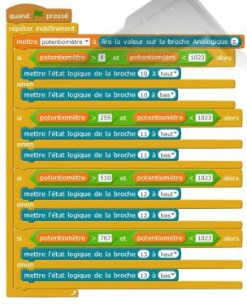 quand pressé
répéter indéfiniment
mettre potentiomètre à lire la valeur sur la broche Analogique
si potentiomètre > 0 et potentiomètre < 1023 alors
mettre l'état logique de la broche 10 à haut
sinon
mettre l'état logique de la broche 10 à bas
si potentiomètre > 255 et potentiomètre < 1023 alors
mettre l'état logique de la broche 11 à haut
sinon
mettre l'état logique de la broche 11 à bas
si potentiomètre > 510 et potentiomètre < 1023 alors
mettre l'état logique de la broche 12 à haut
sinon
mettre l'état logique de la broche 12 à bas
si potentiomètre > 767 et potentiomètre < 1023 alors
mettre l'état logique de la broche 13 à haut
sinon
mettre l'état logique de la broche 13 à bas